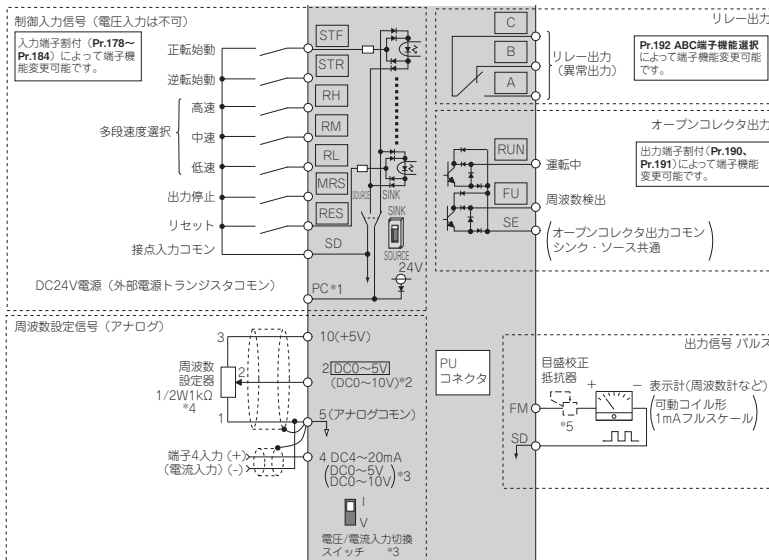 制御入力信号（電圧入力は不可）
入力端子割付（Pr.178～
Pr.184）によって端子機
能変更可能です。
正転始動
逆転始動
高速
多段速度選択
中速
低速
出力停止
リセット
接点入力コモン
DC24V電源（外部電源トランジスタコモン）
STF
STR
RH
RM
RL
MRS
RES
SD
PC*1
SOURCE
SINK
SINK
SOURCE
24V
リレー出力
C
B
A
リレー出力
（異常出力）
Pr.192 ABC端子機能選択
によって端子機能変更可能
です。
オープンコレクタ出力
RUN
運転中
FU
周波数検出
SE
オープンコレクタ出力コモン
シンク・ソース共通
出力端子割付（Pr.190、
Pr.191）によって端子機能
変更可能です。
周波数設定信号（アナログ）
3
周波数
設定器
1/2W1kΩ
*4
2
1
10(+5V)
2 DC0～5V
(DC0～10V)*2
5(アナログコモン)
端子4入力 (+)
（電流入力）(-)
4 DC4～20mA
(DC0～5V
DC0～10V) *3
I
V
電圧/電流入力切換
スイッチ *3
PU
コネクタ
出力信号 パルス
目盛校正
抵抗器
+
−
表示計(周波数計など)
(可動コイル形
1mAフルスケール)
FM
*5
SD